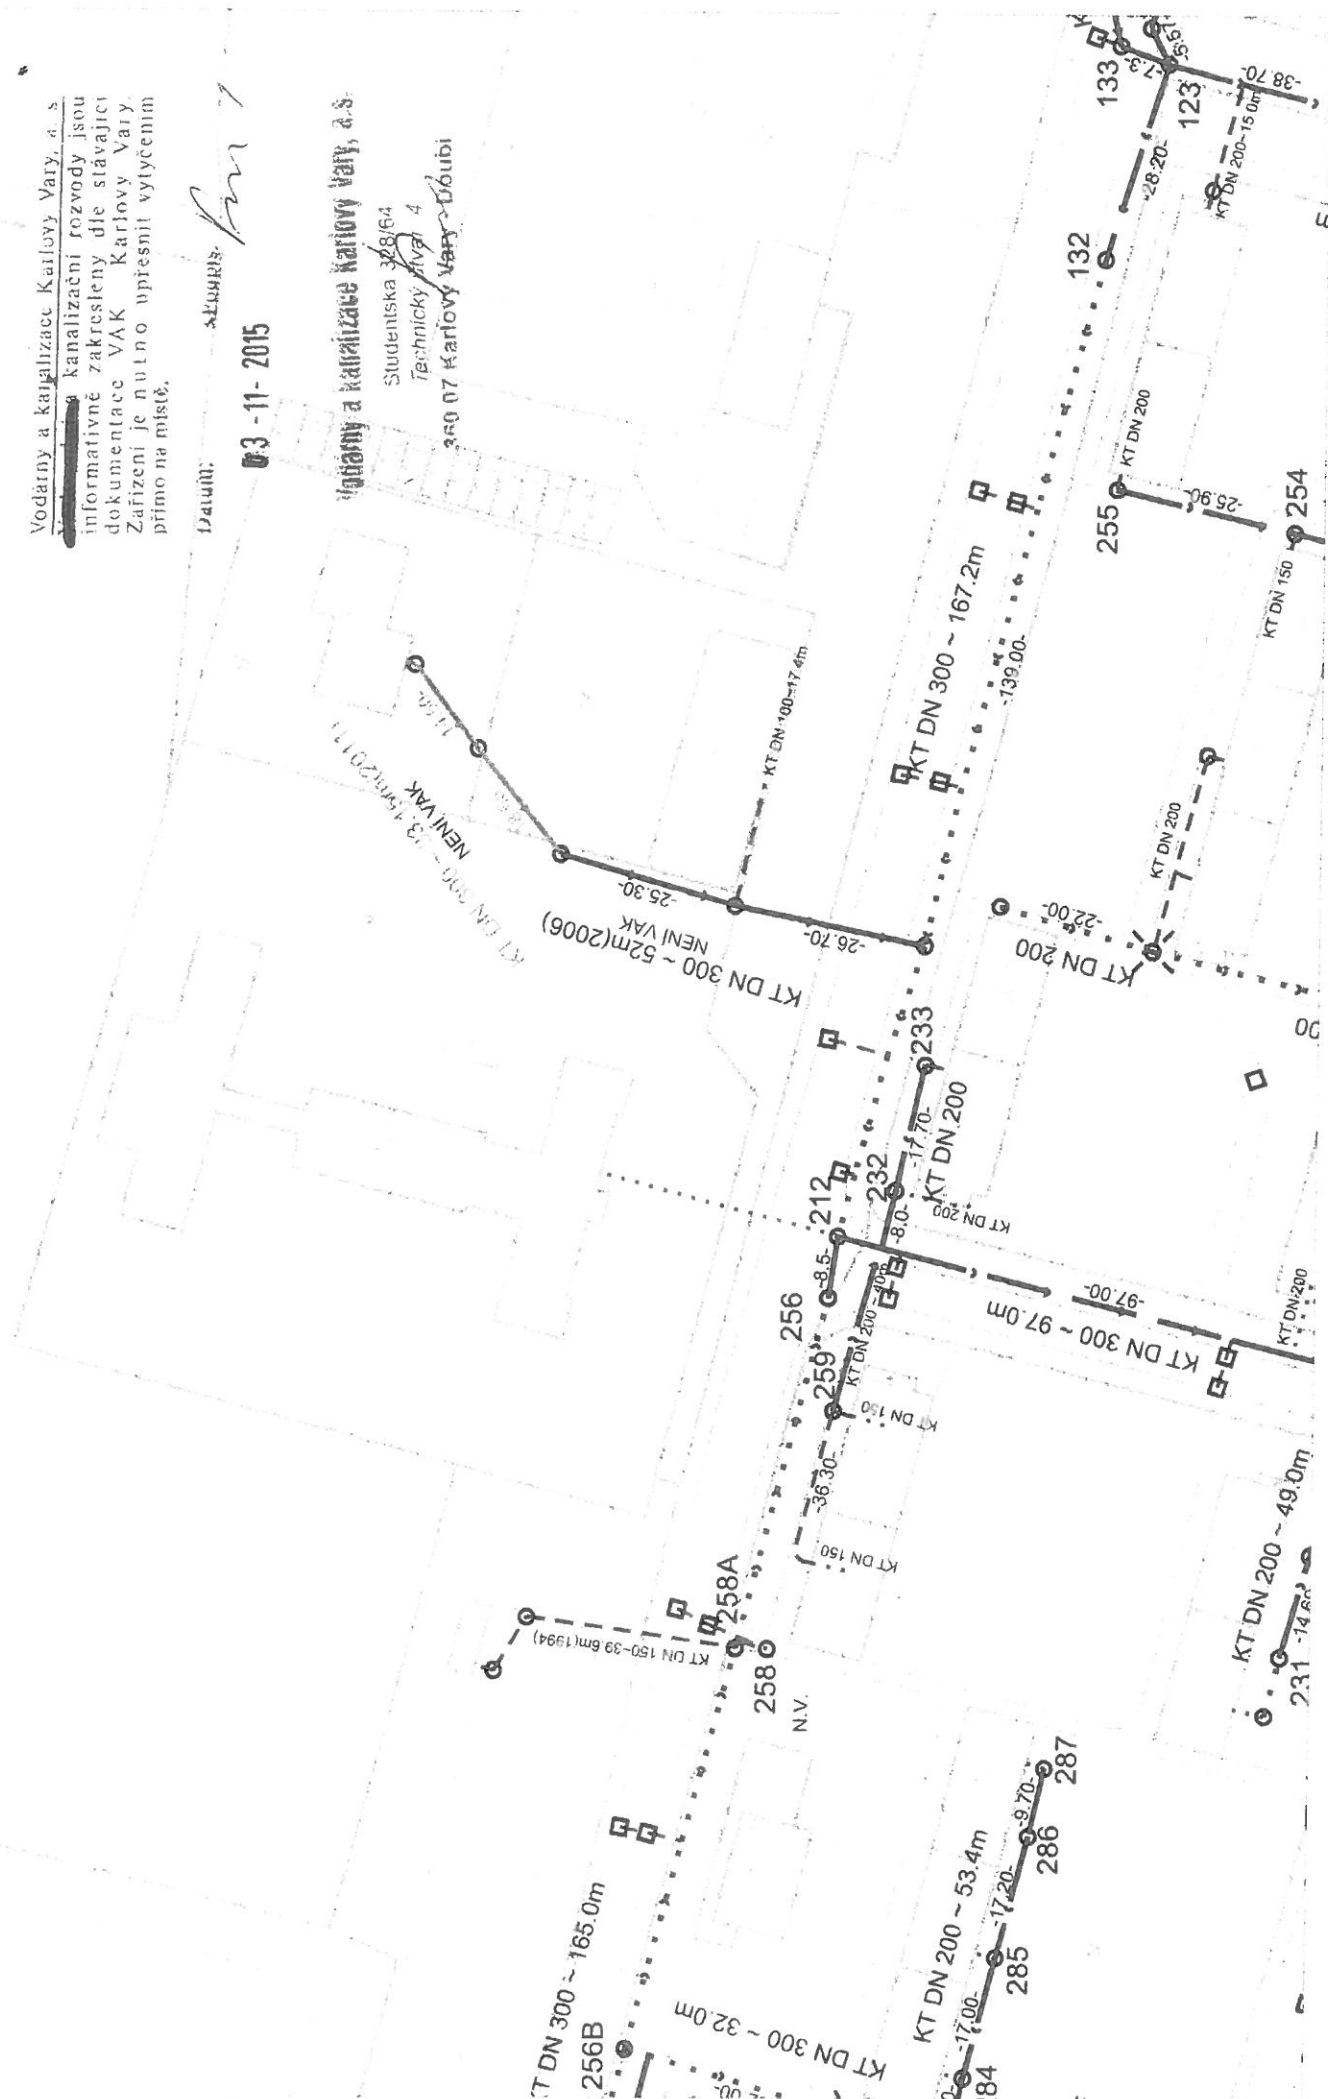 Vodárny a kanalizace Karlovy Vary, a. s
kanalizační rozvody jsou
informativně zakresleny dle stávající
dokumentace VAK Karlovy Vary.
Zařízení je nutno upřesnit vytyčením
přímo na místě.
Datum:
03 -11- 2015
Vodárny a kanalizace Karlovy Vary, a.s.
Studentská 328/64
Technický útvar 4
360 07 Karlovy Vary - Doubí
133
-7.3-
123
-38.70-
KT DN 200~15.0m
-28.20-
132
KT DN 200
255
-25.90-
254
KT DN 150
KT DN 300 ~ 167.2m
-139.00-
NENÍ VAK
-25.30-
KT DN 100~17.4m
KT DN 300 ~ 52m(2006)
NENÍ VAK
-26.70-
KT DN 200
-22.00-
KT DN 200
233
-17.70-
KT DN 200
232
-8.0-
KT DN 200
212
-8.5-
256
KT DN 200 ~ 40m
259
KT DN 150
-36.30-
KT DN 150
-97.00-
KT DN 300 ~ 97.0m
KT DN 200
258A
258
N.V.
KT DN 150~39.6m(1994)
KT DN 200 ~ 49.0m
-14.60-
231
287
-9.70-
286
-17.20-
KT DN 200 ~ 53.4m
285
-17.00-
KT DN 300 ~ 165.0m
256B
KT DN 300 ~ 32.0m